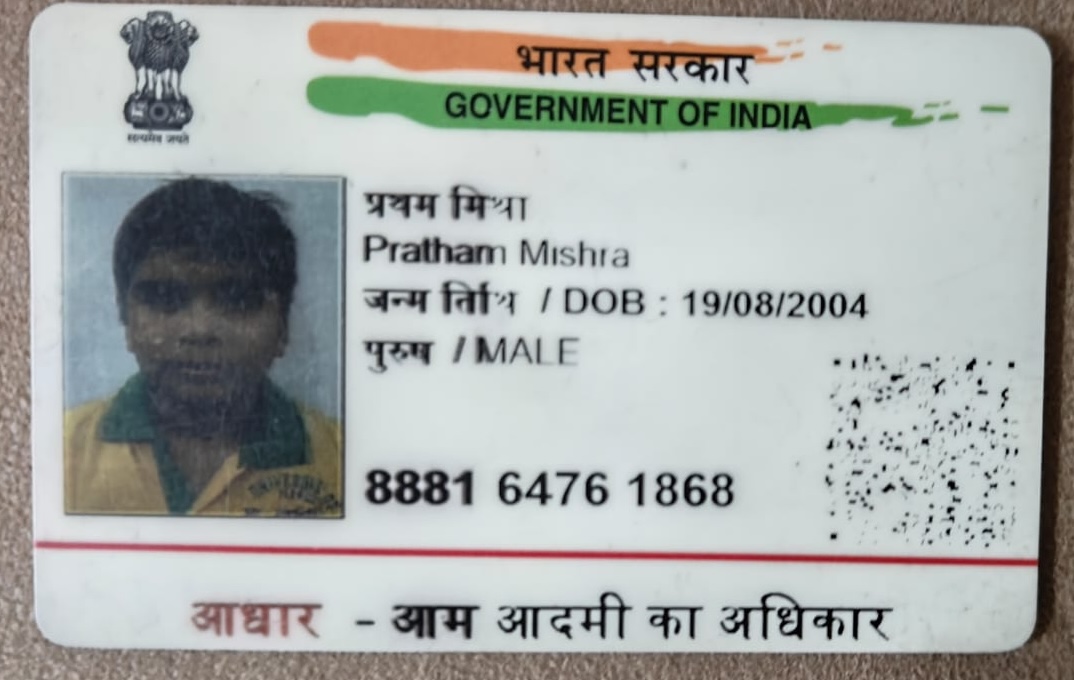 भारत सरकार
GOVERNMENT OF INDIA
सत्यमेव जयते
प्रथम मिश्रा
Pratham Mishra
जन्म तिथि / DOB : 19/08/2004
पुरुष / MALE
8881 6476 1868
आधार - आम आदमी का अधिकार